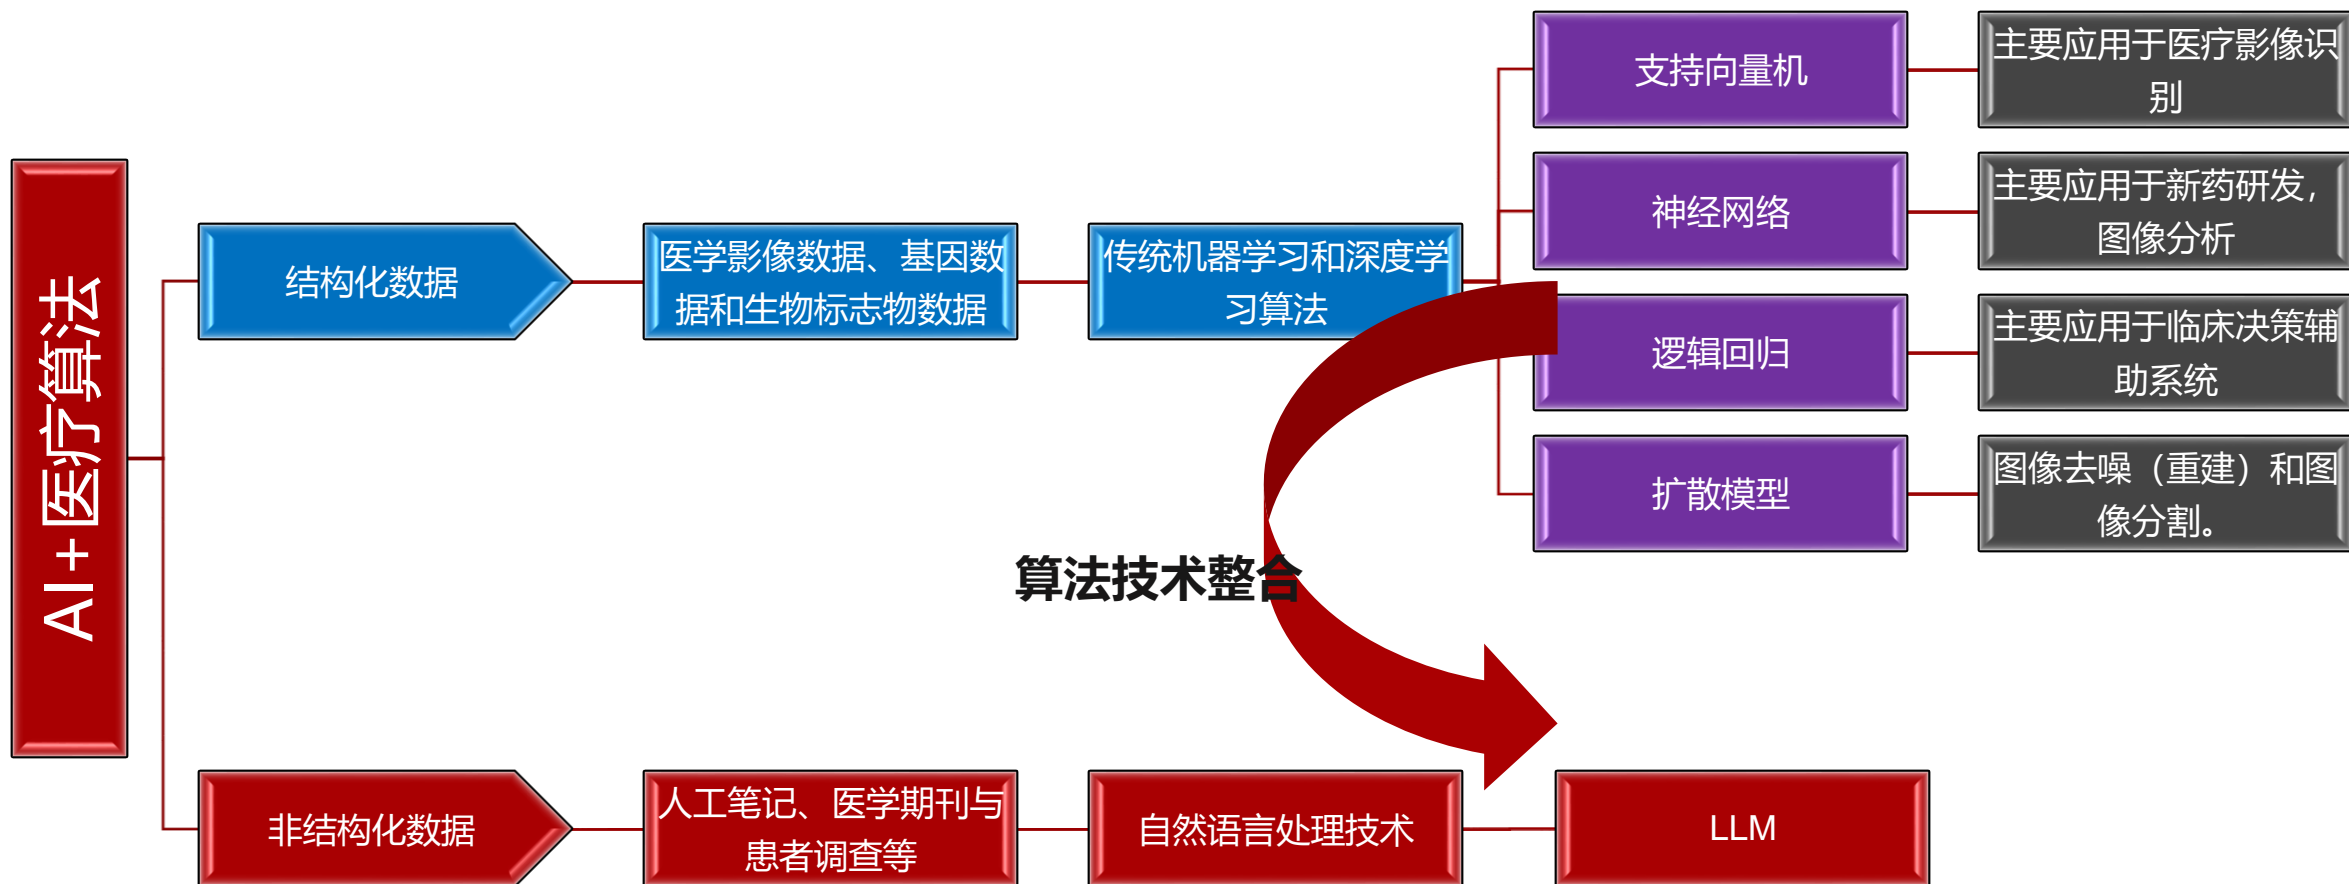 AI+医疗算法
结构化数据
医学影像数据、基因数
据和生物标志物数据
传统机器学习和深度学
习算法
支持向量机
主要应用于医疗影像识
别
神经网络
主要应用于新药研发，
图像分析
逻辑回归
主要应用于临床决策辅
助系统
扩散模型
图像去噪（重建）和图
像分割。
算法技术整合
非结构化数据
人工笔记、医学期刊与
患者调查等
自然语言处理技术
LLM